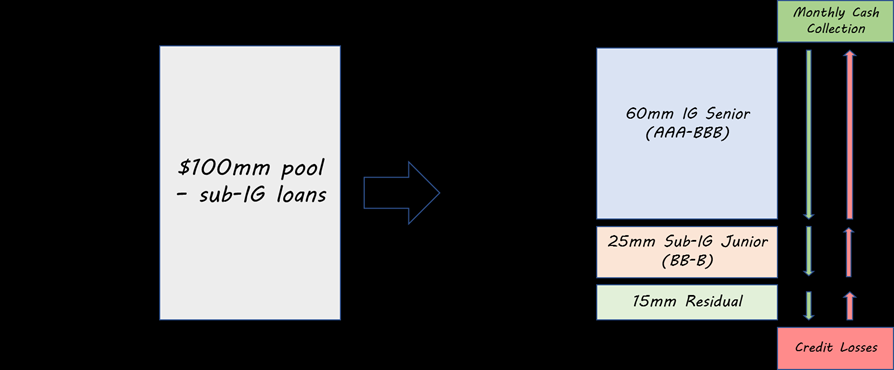 Monthly Cash
Collection
$100mm pool
- sub-IG loans
60mm IG Senior
(AAA-BBB)
25mm Sub-IG Junior
(BB-B)
15mm Residual
Credit Losses